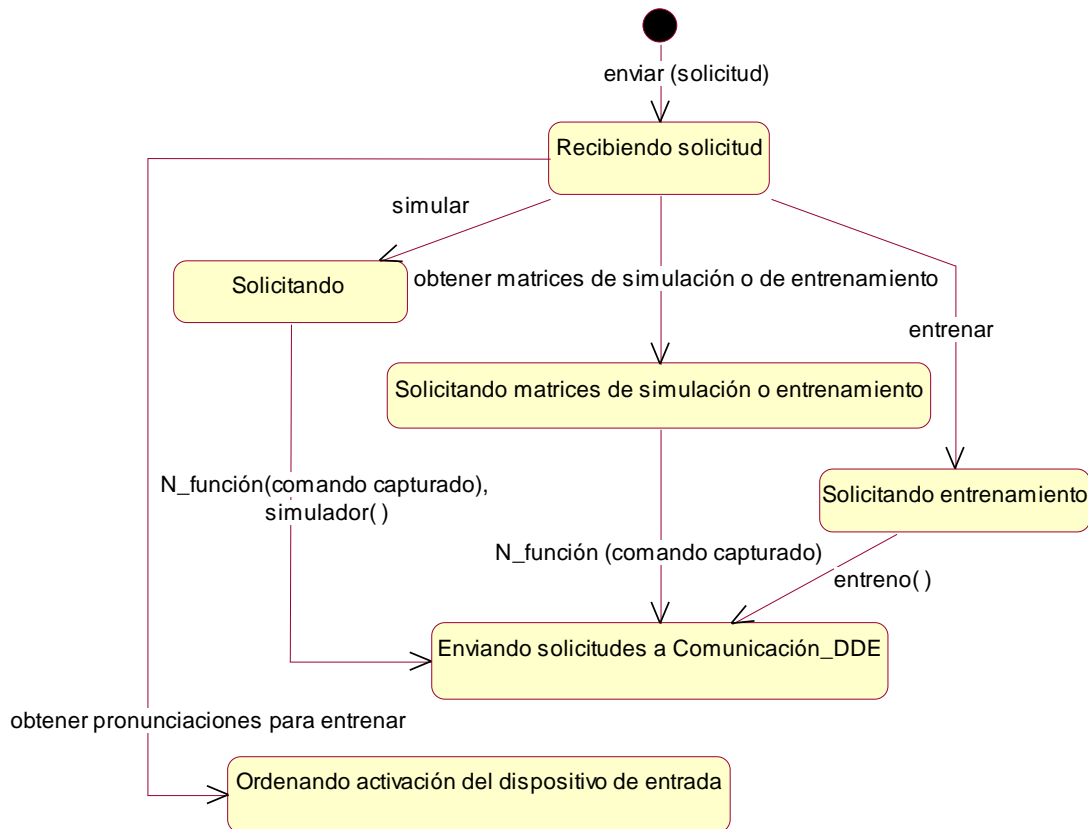 enviar (solicitud)
Recibiendo solicitud
simular
Solicitando
obtener matrices de simulación o de entrenamiento
entrenar
Solicitando matrices de simulación o entrenamiento
N_función(comando capturado),
simulador( )
Solicitando entrenamiento
N_función (comando capturado)
entreno( )
Enviando solicitudes a Comunicación_DDE
obtener pronunciaciones para entrenar
Ordenando activación del dispositivo de entrada